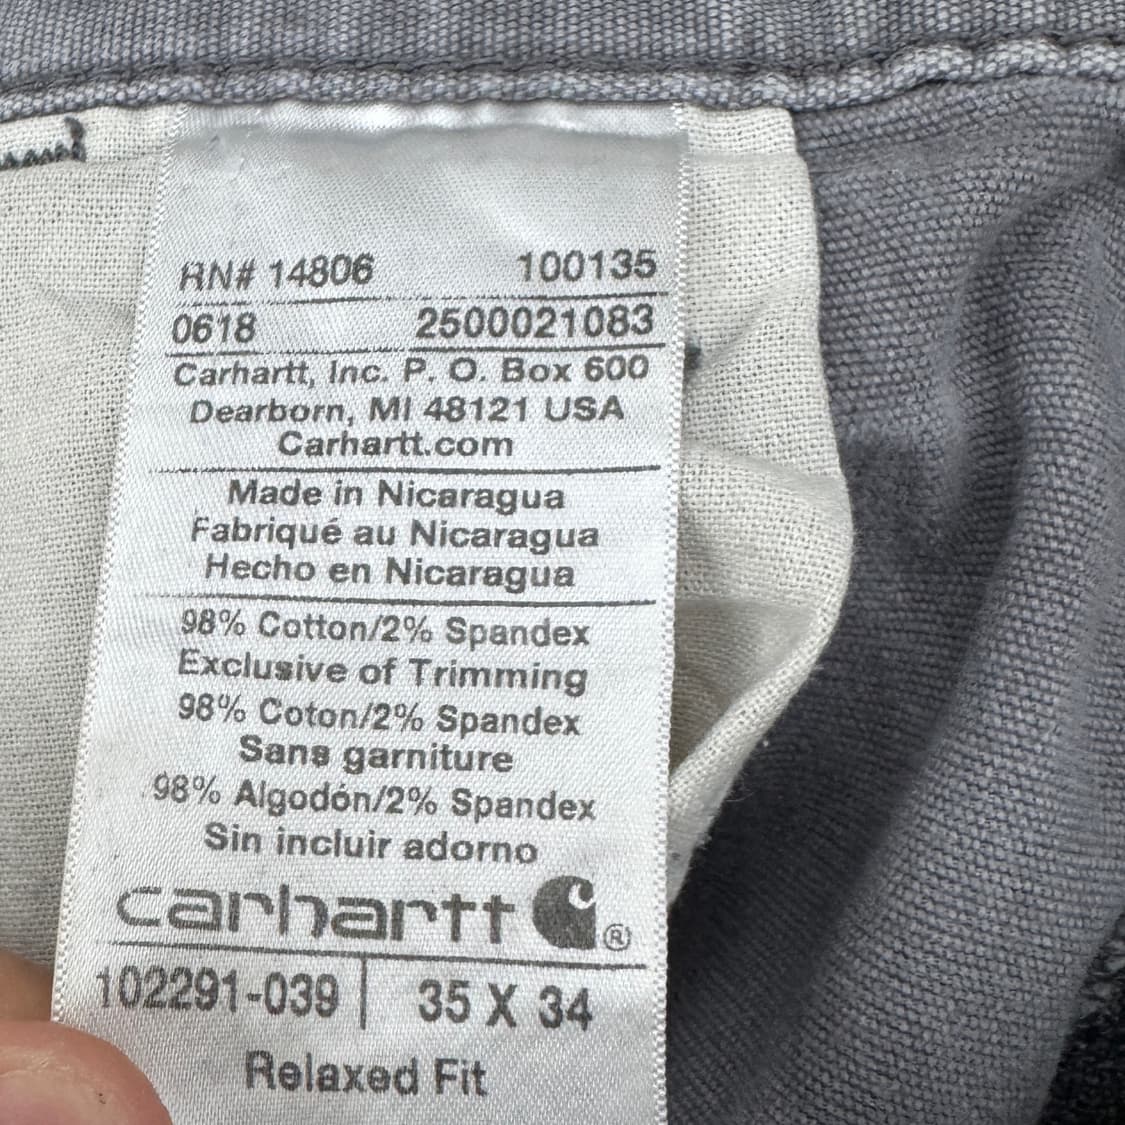 RN# 14806 100135
0618 2500021083
Carhartt, Inc. P. O. Box 600
Dearborn, MI 48121 USA
Carhartt.com
Made in Nicaragua
Fabriqué au Nicaragua
Hecho en Nicaragua
98% Cotton/2% Spandex
Exclusive of Trimming
98% Coton/2% Spandex
Sans garniture
98% Algodón/2% Spandex
Sin incluir adorno
carhartt ®
102291-039 | 35 X 34
Relaxed Fit